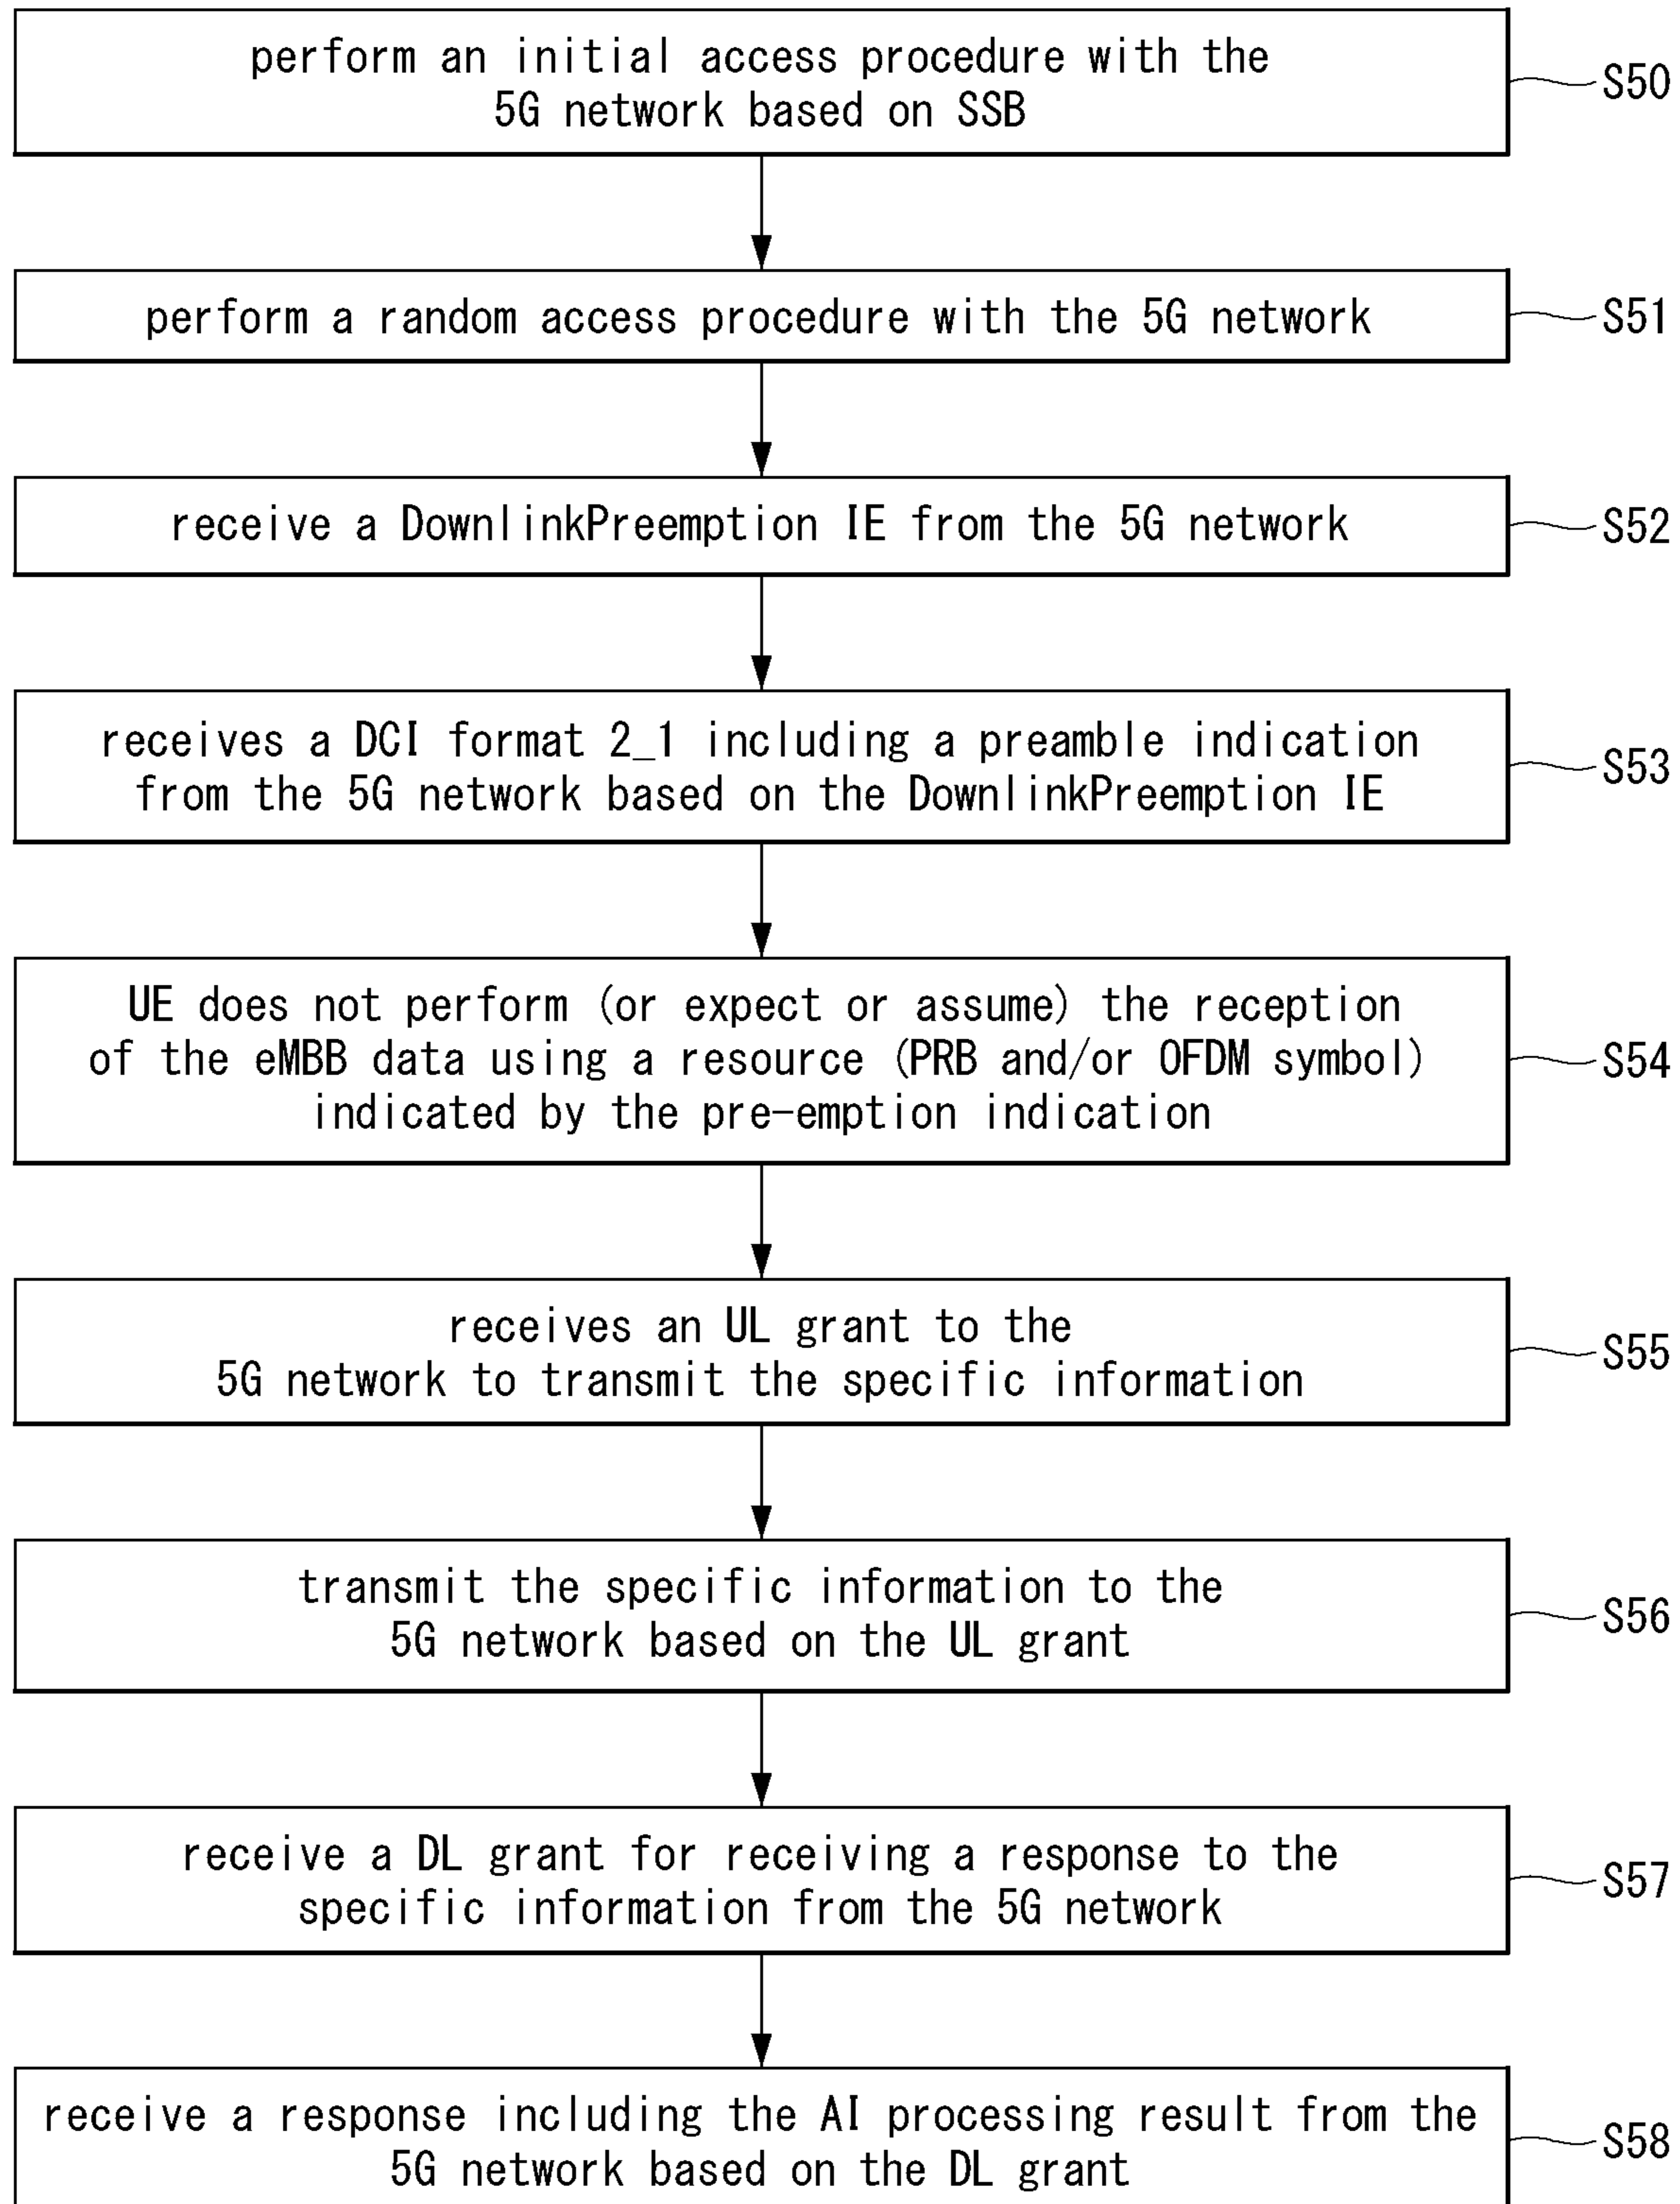 perform an initial access procedure with the
5G network based on SSB
S50
perform a random access procedure with the 5G network
S51
receive a DownlinkPreemption IE from the 5G network
S52
receives a DCI format 2_1 including a preamble indication
from the 5G network based on the DownlinkPreemption IE
S53
UE does not perform (or expect or assume) the reception
of the eMBB data using a resource (PRB and/or OFDM symbol)
indicated by the pre-emption indication
S54
receives an UL grant to the
5G network to transmit the specific information
S55
transmit the specific information to the
5G network based on the UL grant
S56
receive a DL grant for receiving a response to the
specific information from the 5G network
S57
receive a response including the AI processing result from the
5G network based on the DL grant
S58